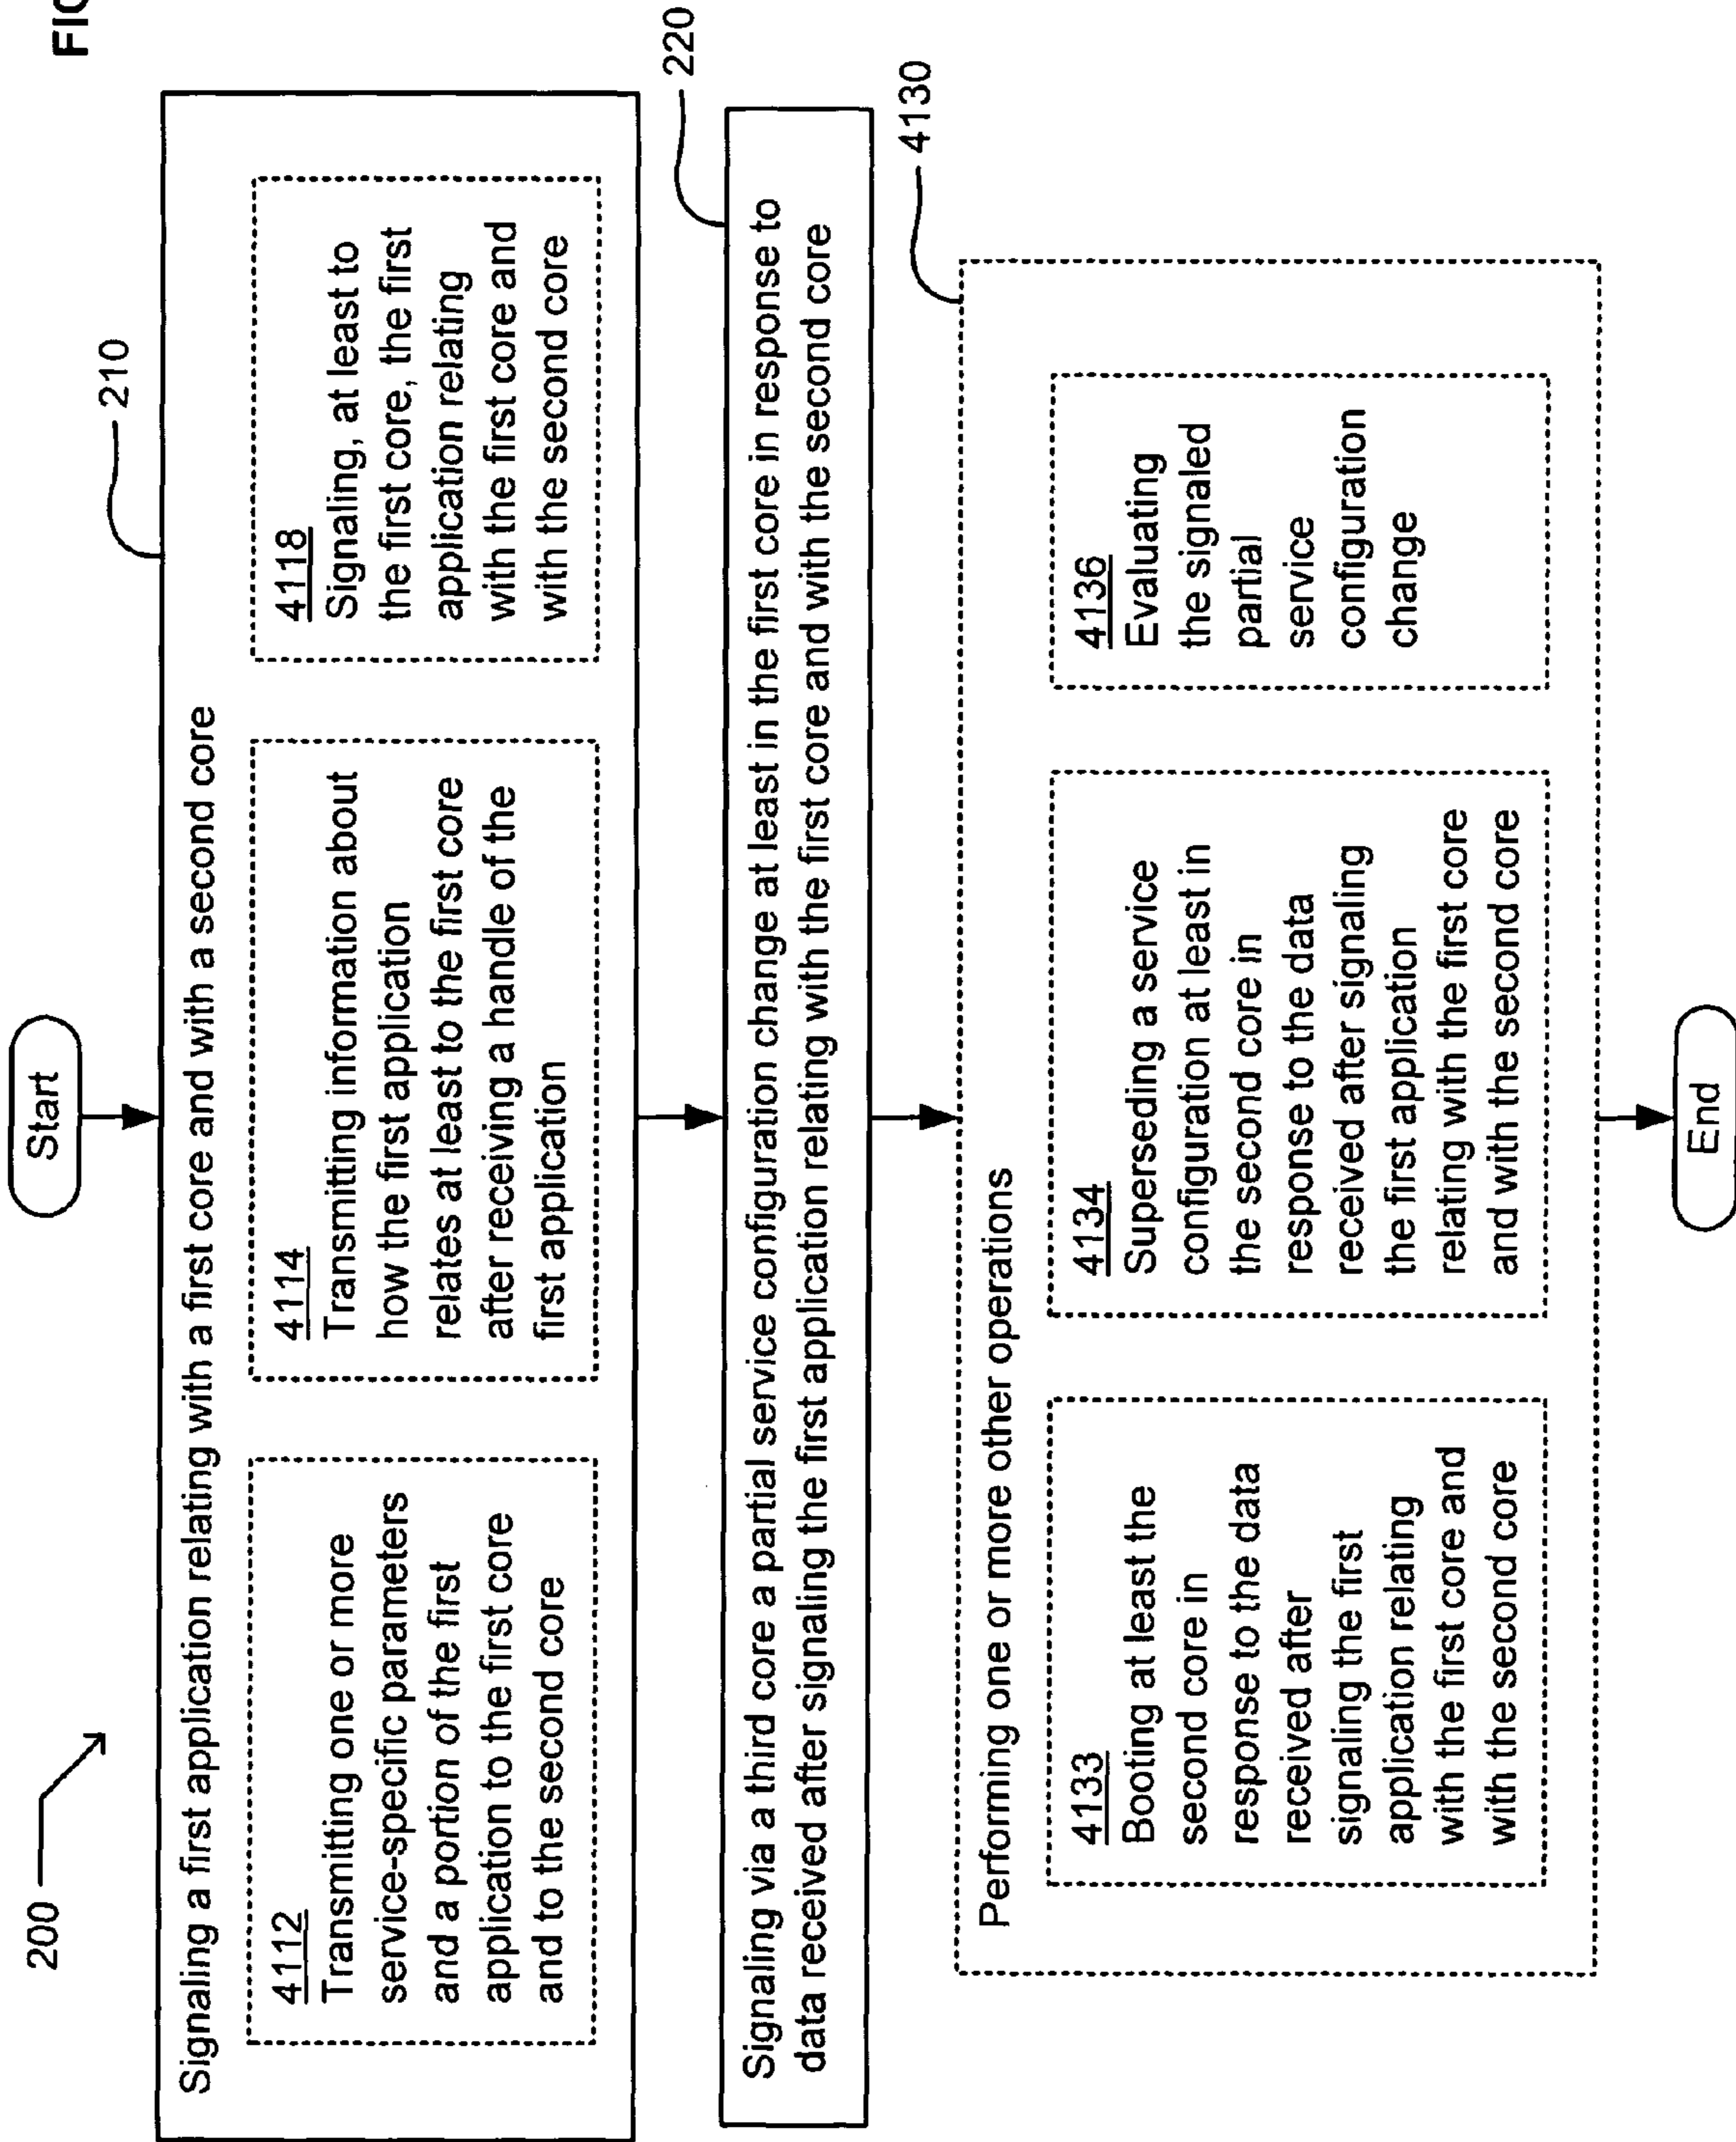 FIG
200
Start
210
Signaling a first application relating with a first core and with a second core
4112
Transmitting one or more
service-specific parameters
and a portion of the first
application to the first core
and to the second core
4114
Transmitting information about
how the first application
relates at least to the first core
after receiving a handle of the
first application
4118
Signaling, at least to
the first core, the first
application relating
with the first core and
with the second core
220
Signaling via a third core a partial service configuration change at least in the first core in response to
data received after signaling the first application relating with the first core and with the second core
4130
Performing one or more other operations
4133
Booting at least the
second core in
response to the data
received after
signaling the first
application relating
with the first core and
with the second core
4134
Superseding a service
configuration at least in
the second core in
response to the data
received after signaling
the first application
relating with the first core
and with the second core
4136
Evaluating
the signaled
partial
service
configuration
change
End